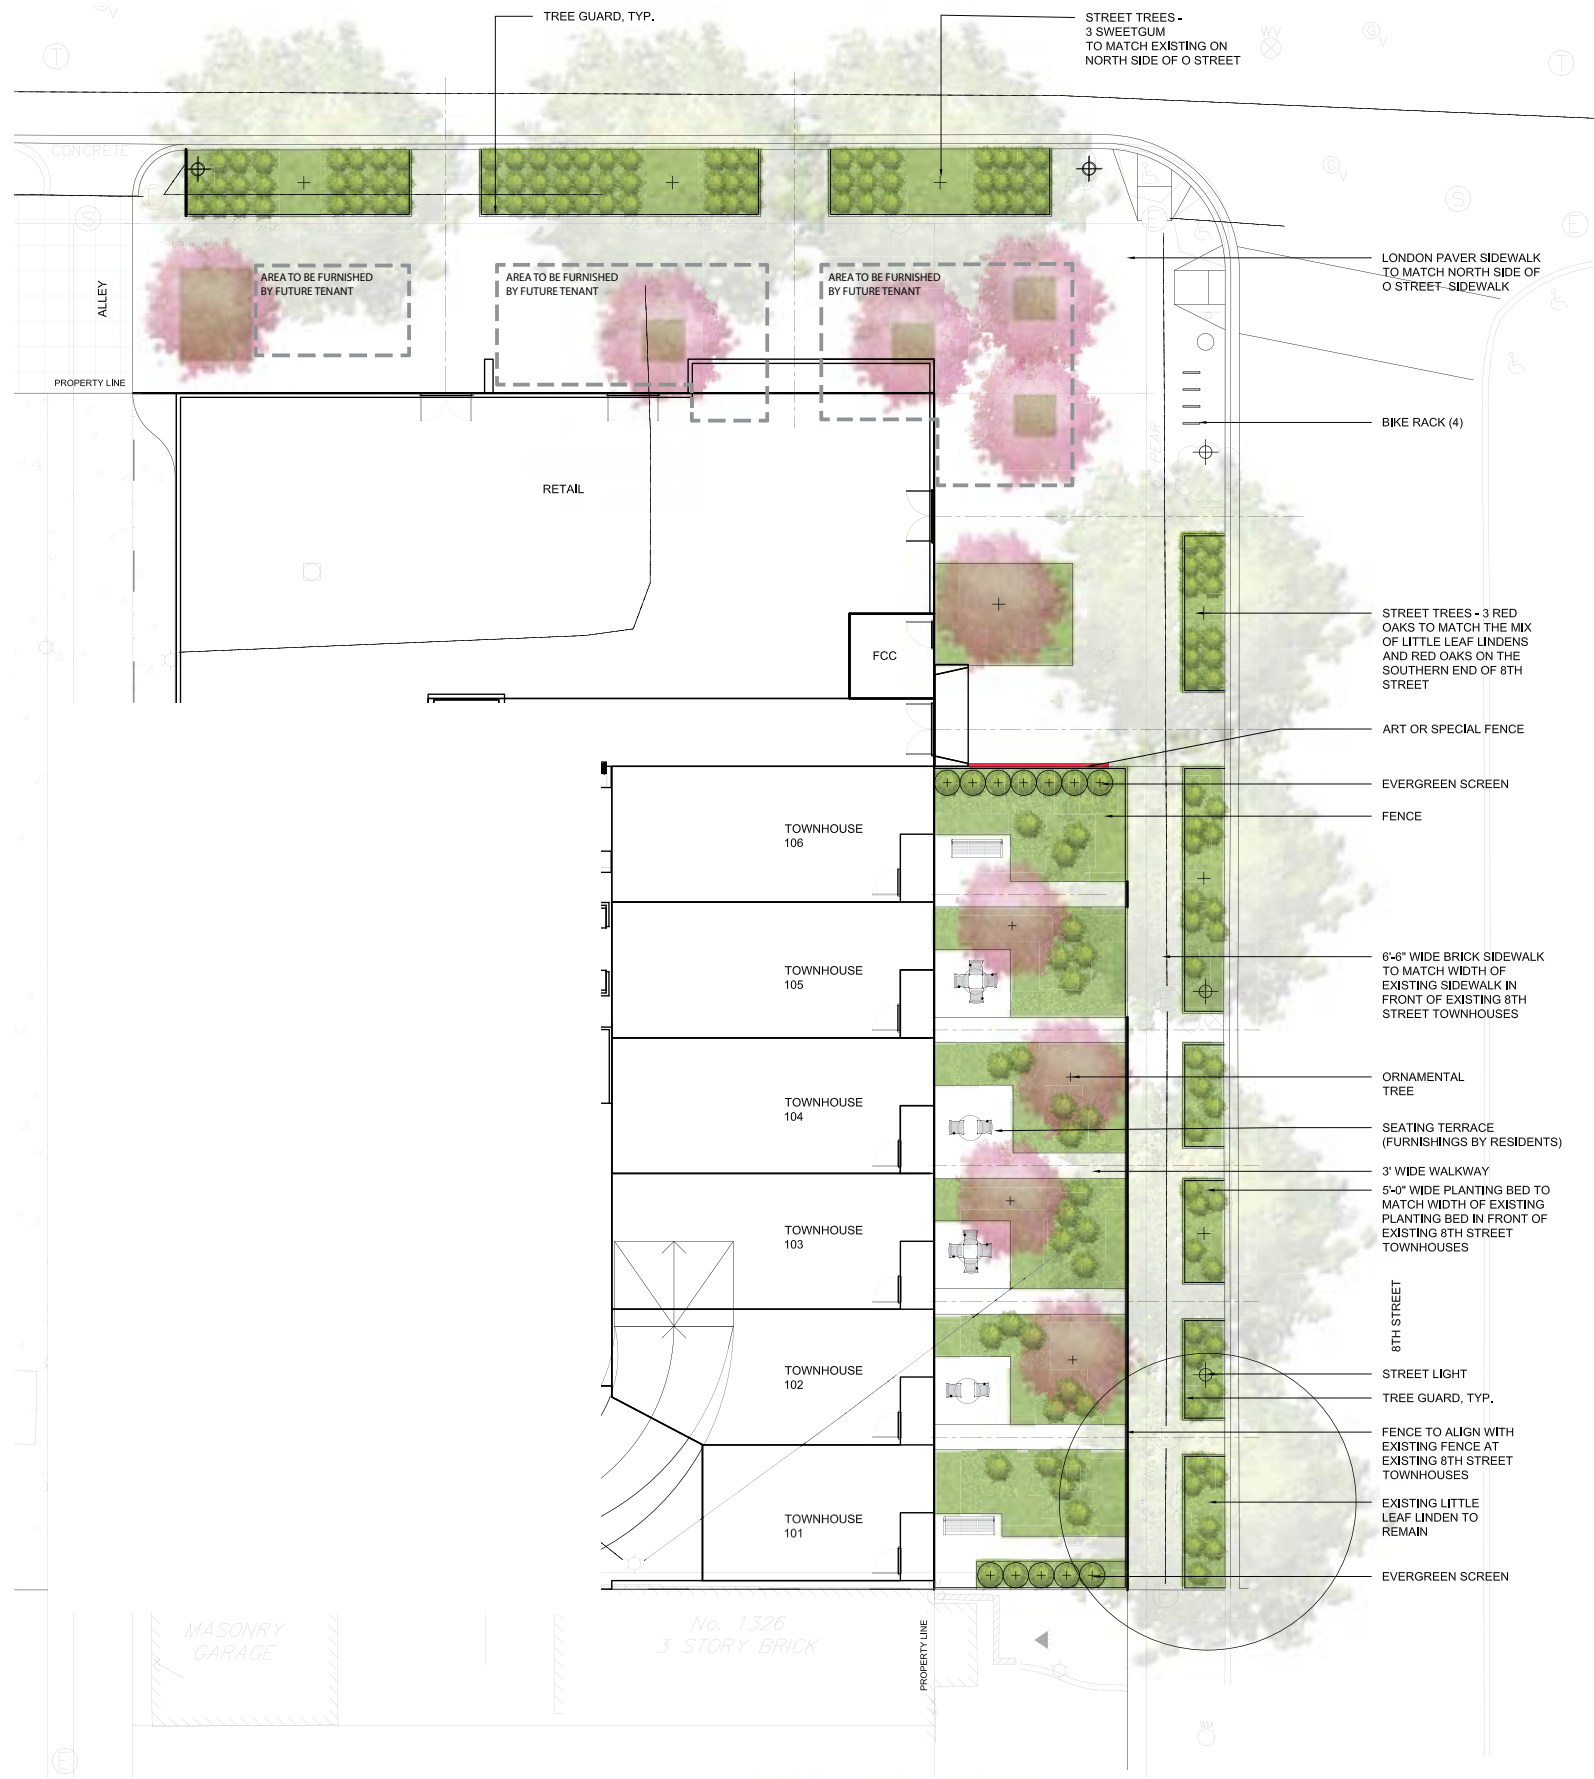 TREE GUARD, TYP.
STREET TREES -
3 SWEETGUM
TO MATCH EXISTING ON
NORTH SIDE OF O STREET
WV
G
V
T
T
CONCRETE
S
S
E
E
G
V
ALLEY
AREA TO BE FURNISHED
BY FUTURE TENANT
AREA TO BE FURNISHED
BY FUTURE TENANT
AREA TO BE FURNISHED
BY FUTURE TENANT
LONDON PAVER SIDEWALK
TO MATCH NORTH SIDE OF
O STREET SIDEWALK
PROPERTY LINE
BIKE RACK (4)
PEAR
RETAIL
STREET TREES - 3 RED
OAKS TO MATCH THE MIX
OF LITTLE LEAF LINDENS
AND RED OAKS ON THE
SOUTHERN END OF 8TH
STREET
FCC
ART OR SPECIAL FENCE
EVERGREEN SCREEN
FENCE
TOWNHOUSE
106
6'-6" WIDE BRICK SIDEWALK
TO MATCH WIDTH OF
EXISTING SIDEWALK IN
FRONT OF EXISTING 8TH
STREET TOWNHOUSES
TOWNHOUSE
105
ORNAMENTAL
TREE
TOWNHOUSE
104
SEATING TERRACE
(FURNISHINGS BY RESIDENTS)
3' WIDE WALKWAY
5'-0" WIDE PLANTING BED TO
MATCH WIDTH OF EXISTING
PLANTING BED IN FRONT OF
EXISTING 8TH STREET
TOWNHOUSES
TOWNHOUSE
103
8TH STREET
TOWNHOUSE
102
STREET LIGHT
TREE GUARD, TYP.
FENCE TO ALIGN WITH
EXISTING FENCE AT
EXISTING 8TH STREET
TOWNHOUSES
TOWNHOUSE
101
EXISTING LITTLE
LEAF LINDEN TO
REMAIN
EVERGREEN SCREEN
MASONRY
GARAGE
No. 1326
3 STORY BRICK
PROPERTY LINE
WM
E